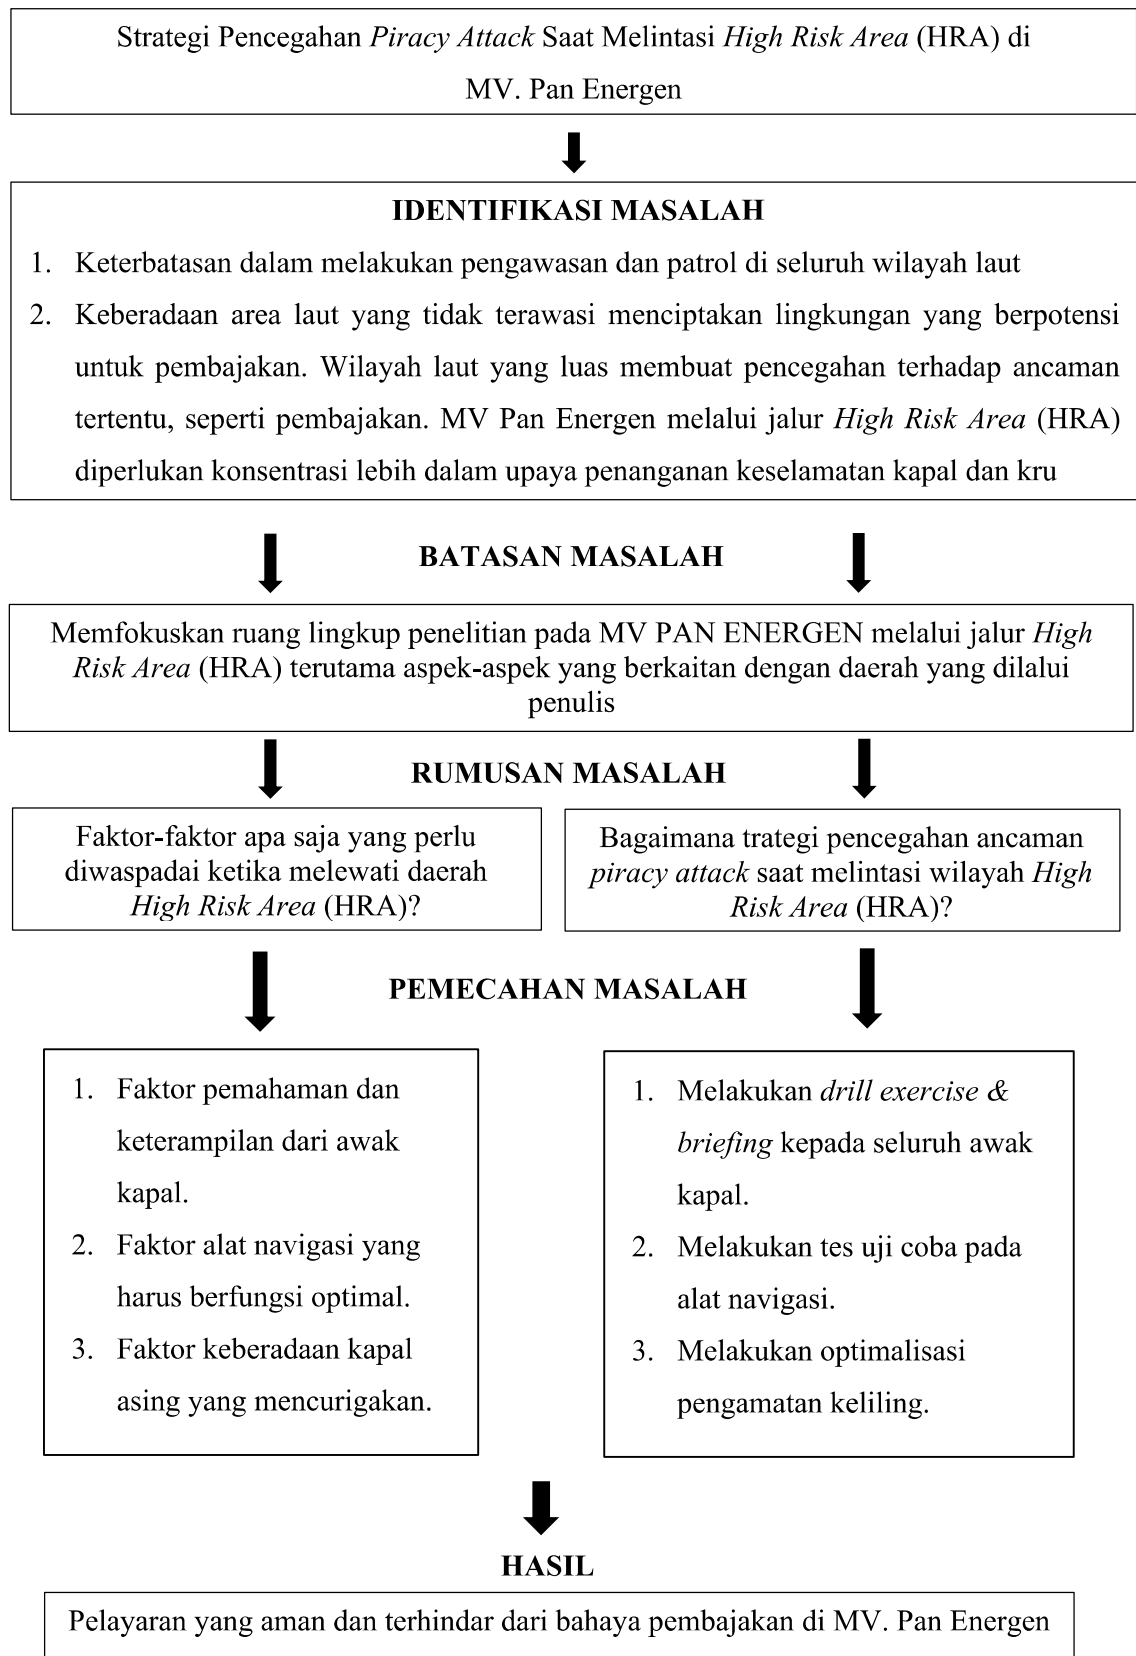 Strategi Pencegahan Piracy Attack Saat Melintasi High Risk Area (HRA) di
MV. Pan Energen
IDENTIFIKASI MASALAH
1. Keterbatasan dalam melakukan pengawasan dan patrol di seluruh wilayah laut
2. Keberadaan area laut yang tidak terawasi menciptakan lingkungan yang berpotensi
untuk pembajakan. Wilayah laut yang luas membuat pencegahan terhadap ancaman
tertentu, seperti pembajakan. MV Pan Energen melalui jalur High Risk Area (HRA)
diperlukan konsentrasi lebih dalam upaya penanganan keselamatan kapal dan kru
BATASAN MASALAH
Memfokuskan ruang lingkup penelitian pada MV PAN ENERGEN melalui jalur High
Risk Area (HRA) terutama aspek-aspek yang berkaitan dengan daerah yang dilalui
penulis
RUMUSAN MASALAH
Faktor-faktor apa saja yang perlu
diwaspadai ketika melewati daerah
High Risk Area (HRA)?
Bagaimana trategi pencegahan ancaman
piracy attack saat melintasi wilayah High
Risk Area (HRA)?
PEMECAHAN MASALAH
1. Faktor pemahaman dan
keterampilan dari awak
kapal.
2. Faktor alat navigasi yang
harus berfungsi optimal.
3. Faktor keberadaan kapal
asing yang mencurigakan.
1. Melakukan drill exercise &
briefing kepada seluruh awak
kapal.
2. Melakukan tes uji coba pada
alat navigasi.
3. Melakukan optimalisasi
pengamatan keliling.
HASIL
Pelayaran yang aman dan terhindar dari bahaya pembajakan di MV. Pan Energen